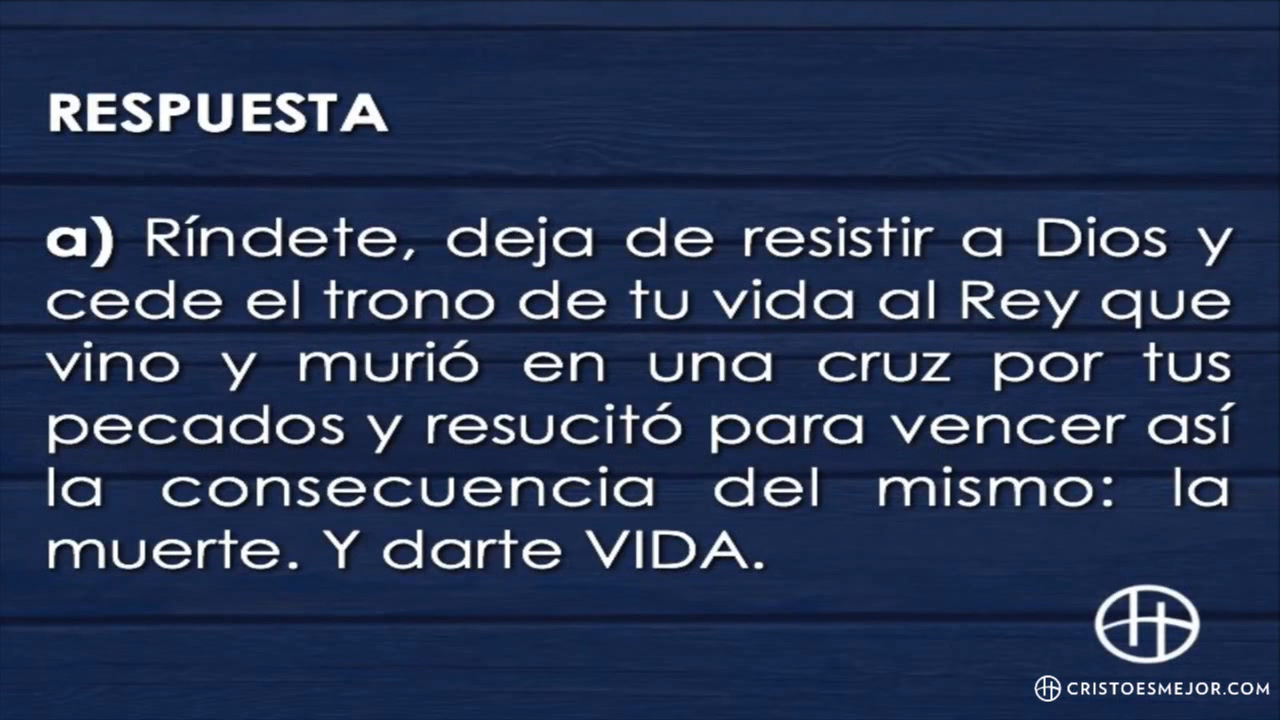 RESPUESTA
a) Ríndete, deja de resistir a Dios y
cede el trono de tu vida al Rey que
vino y murió en una cruz por tus
pecados y resucitó para vencer así
la consecuencia del mismo: la
muerte. Y darte VIDA.
CRISTOESMEJOR.COM